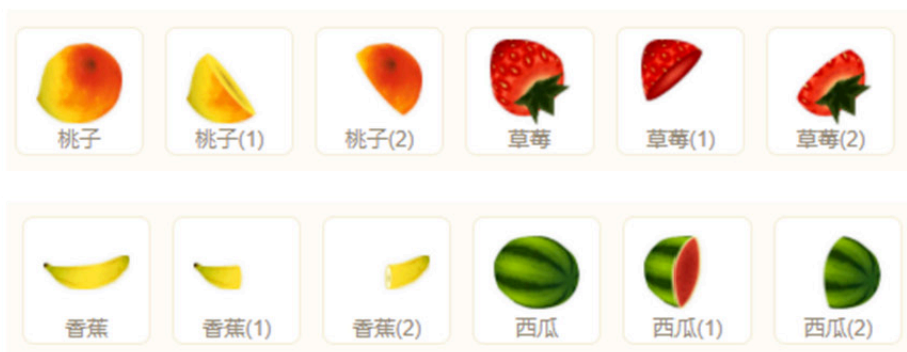 桃子 桃子(1) 桃子(2) 草莓 草莓(1) 草莓(2)
香蕉 香蕉(1) 香蕉(2) 西瓜 西瓜(1) 西瓜(2)